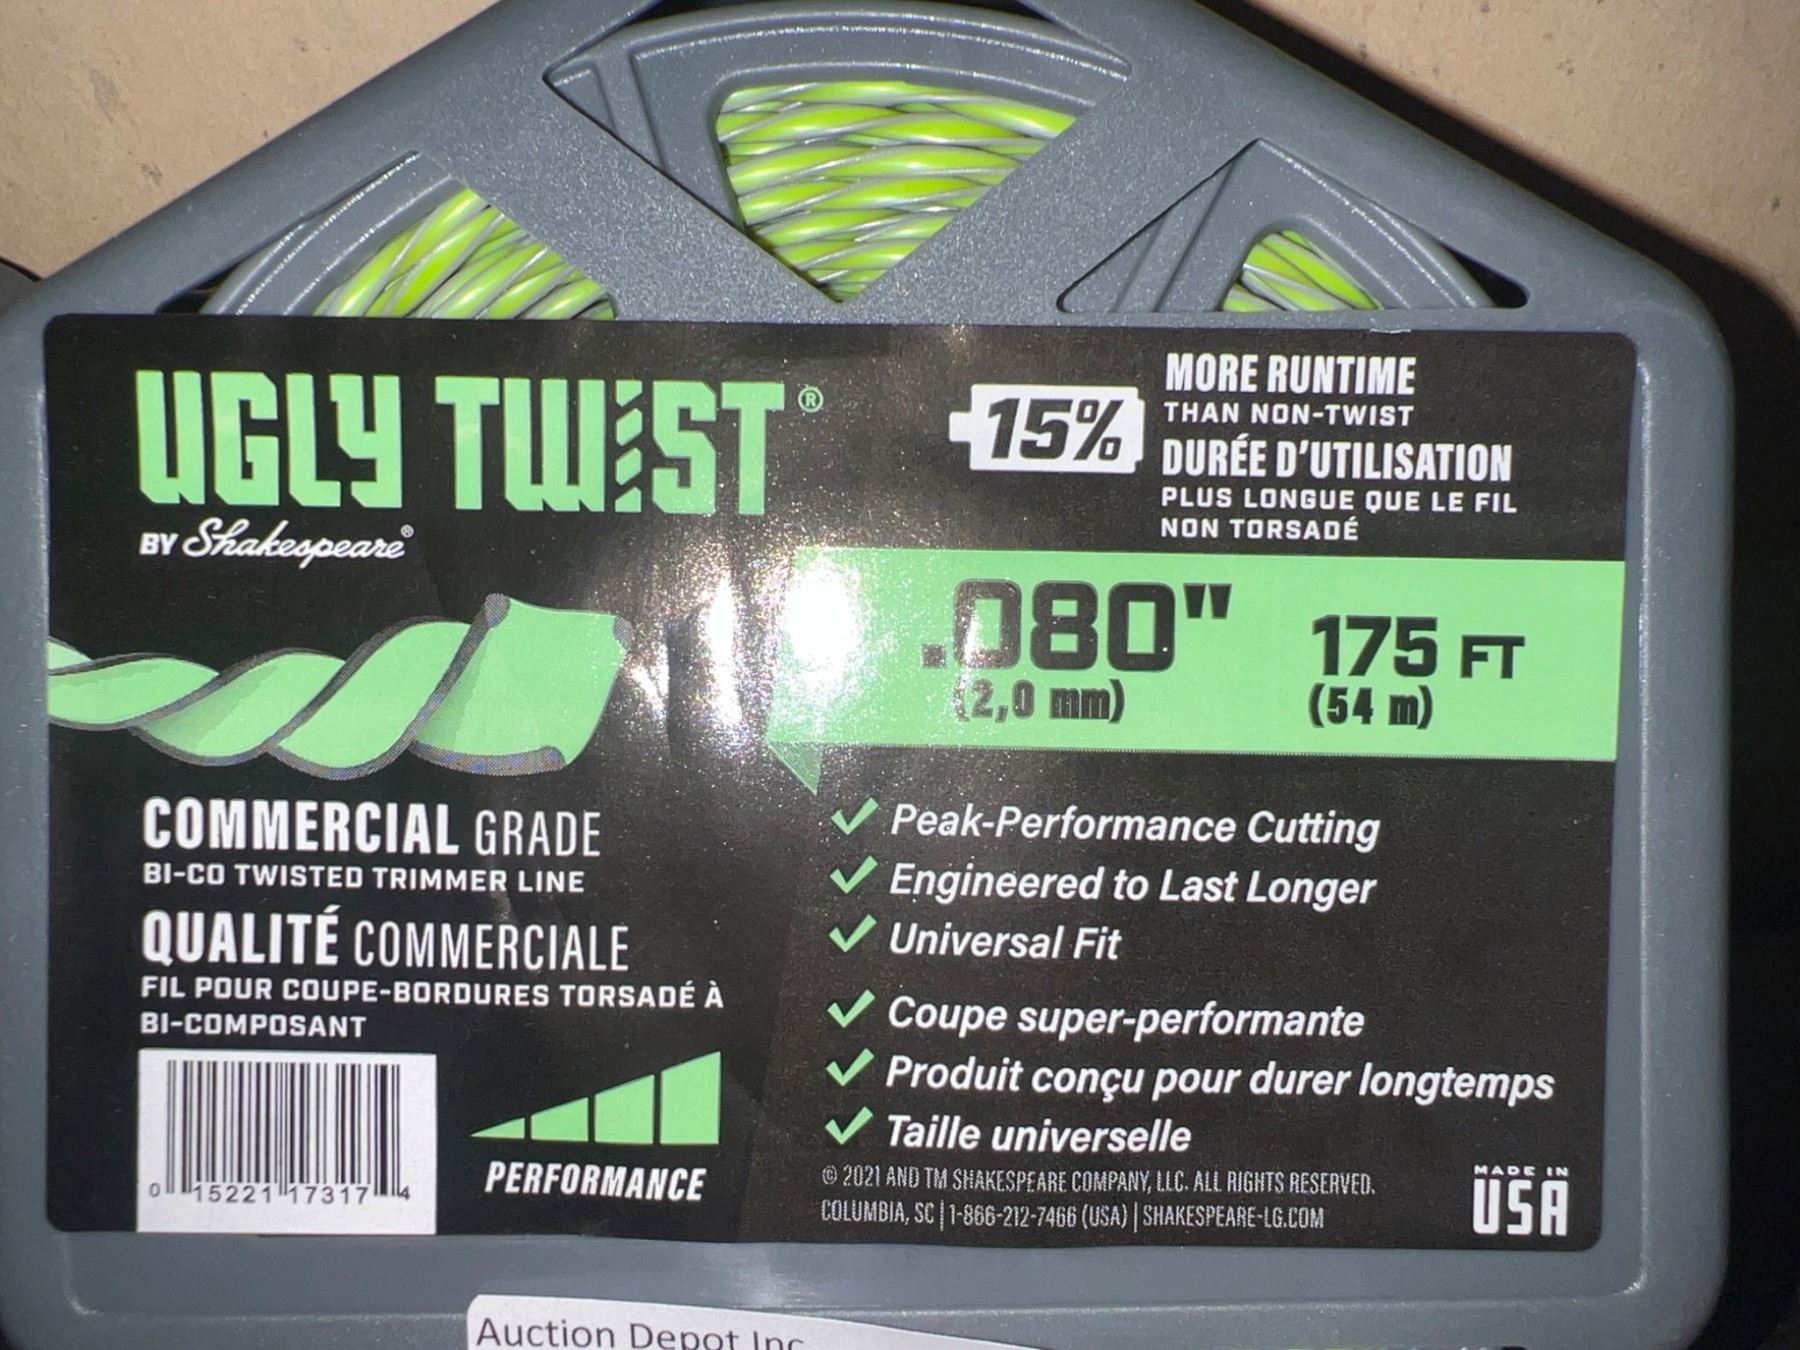 UGLY TWIST®
BY Shakespeare®
15%
MORE RUNTIME
THAN NON-TWIST
DURÉE D'UTILISATION
PLUS LONGUE QUE LE FIL
NON TORSADÉ
.080" 175 FT
(2,0 mm) (54 m)
COMMERCIAL GRADE
BI-CO TWISTED TRIMMER LINE
QUALITÉ COMMERCIALE
FIL POUR COUPE-BORDURES TORSADÉ À
BI-COMPOSANT
0 15221 17317 4
PERFORMANCE
Peak-Performance Cutting
Engineered to Last Longer
Universal Fit
Coupe super-performante
Produit conçu pour durer longtemps
Taille universelle
© 2021 AND TM SHAKESPEARE COMPANY, LLC. ALL RIGHTS RESERVED.
COLUMBIA, SC | 1-866-212-7466 (USA) | SHAKESPEARE-LG.COM
MADE IN
USA
Auction Depot Inc